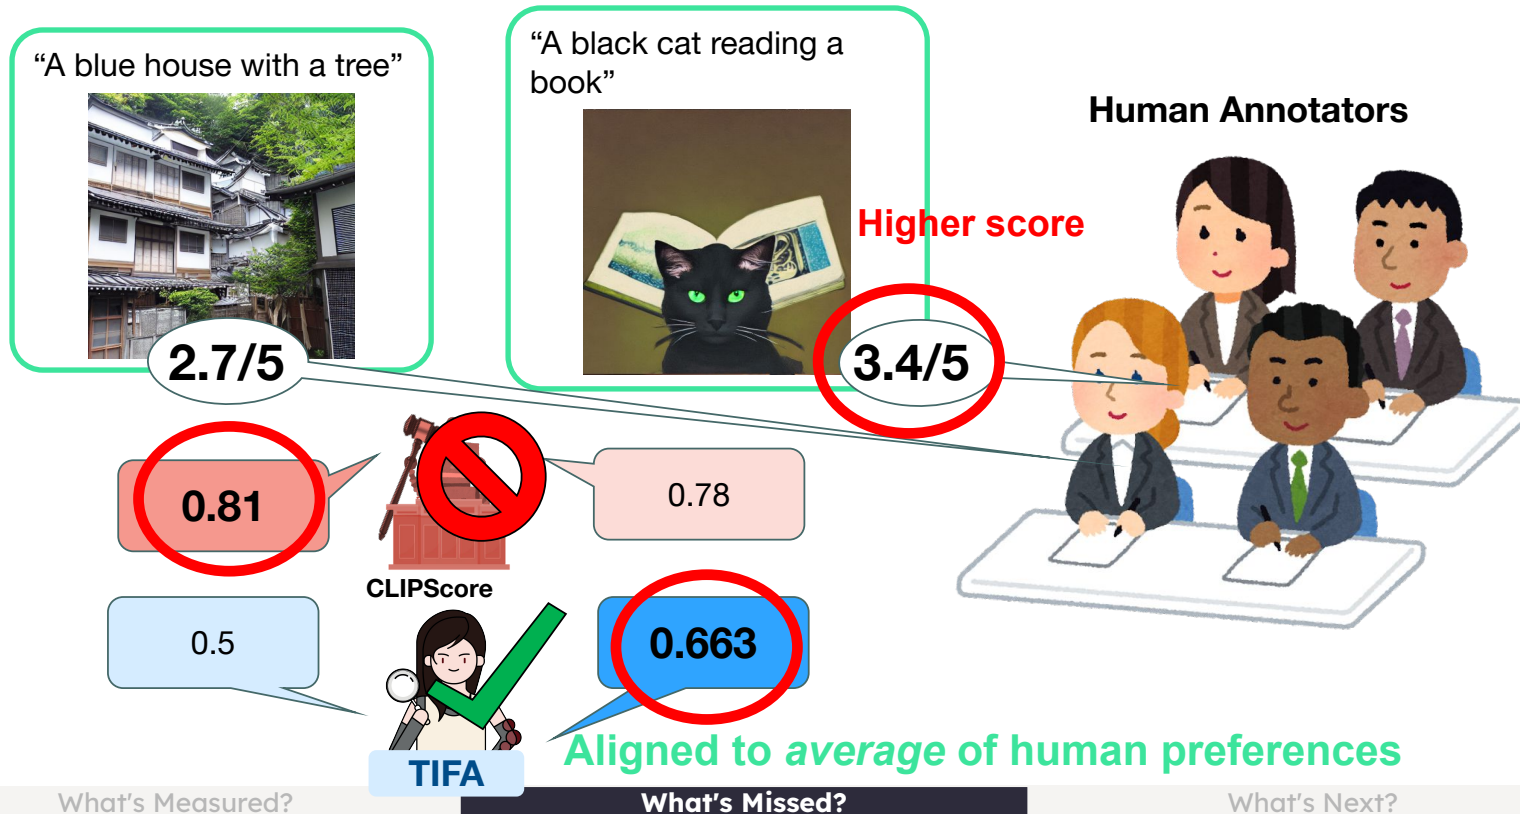 “A blue house with a tree”
“A black cat reading a
book”
Human Annotators
Higher score
2.7/5
3.4/5
0.81
0.78
CLIPScore
0.5
0.663
TIFA
Aligned to average of human preferences
What's Measured?
What's Missed?
What's Next?